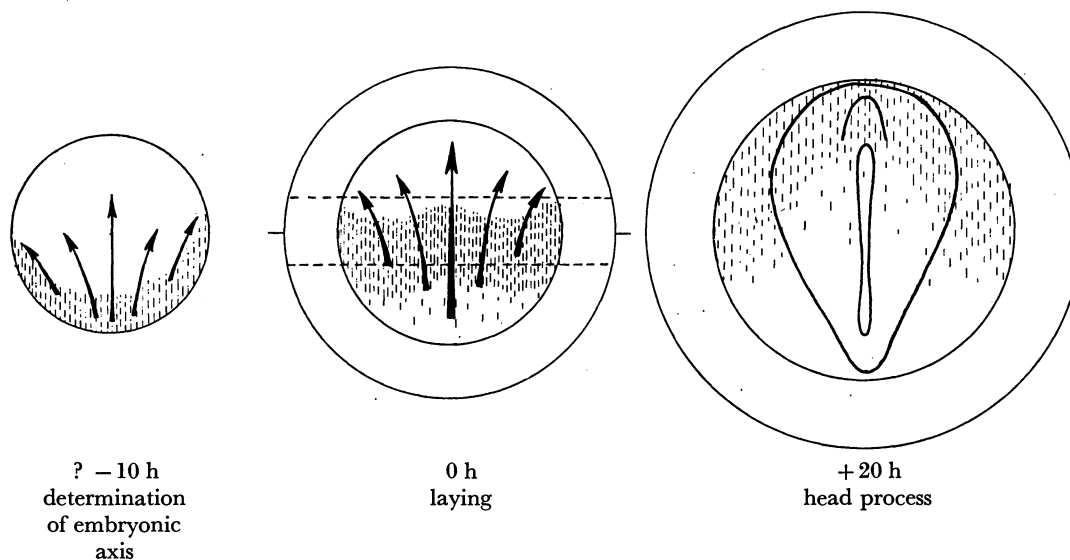 ? – 10 h
determination
of embryonic
axis
0 h
laying
+ 20 h
head process